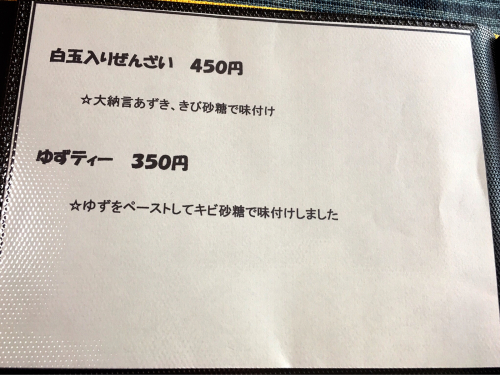 白玉入りぜんざい　450円
☆大納言あずき、きび砂糖で味付け
ゆずティー　350円
☆ゆずをペーストしてキビ砂糖で味付けしました